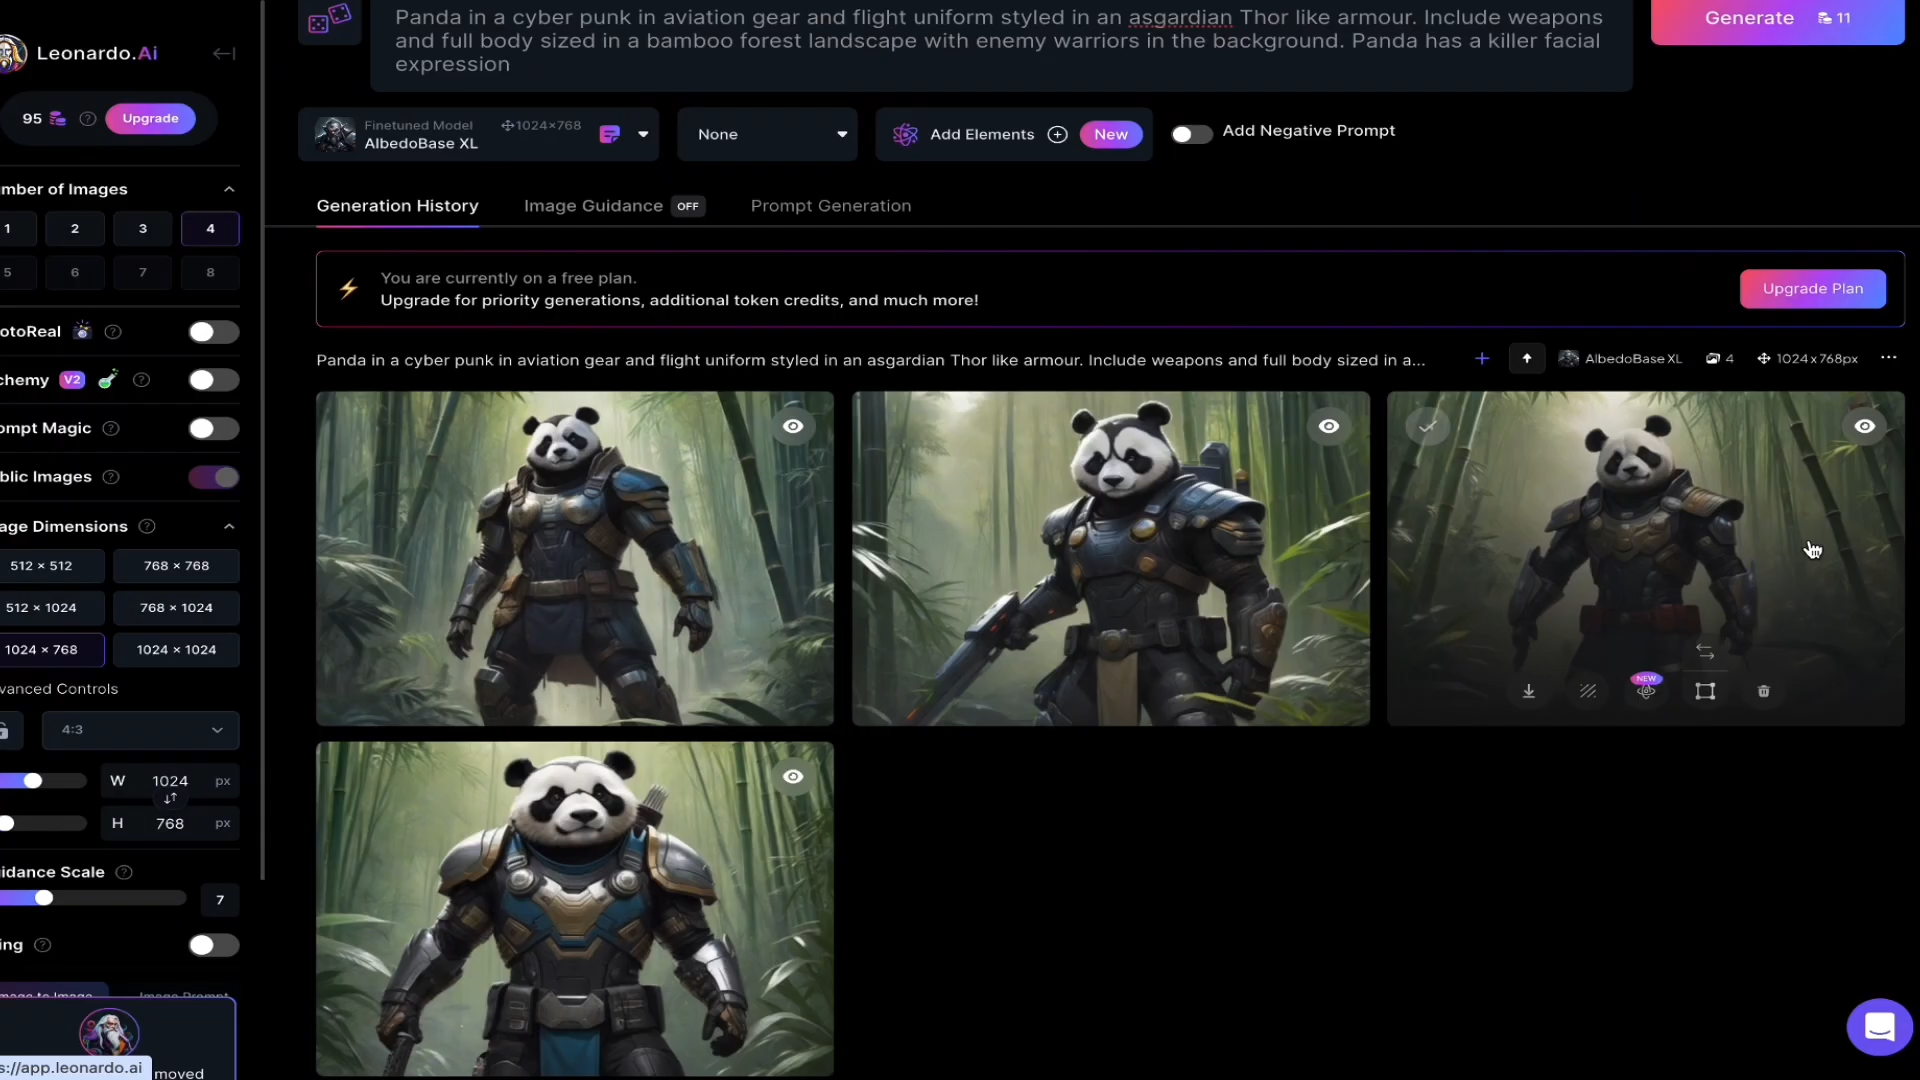 Panda in a cyber punk in aviation gear and flight uniform styled in an asgardian Thor like armour. Include weapons
and full body sized in a bamboo forest landscape with enemy warriors in the background. Panda has a killer facial
expression
Generate 11
Leonardo.Ai
95 Upgrade
Finetuned Model 1024×768
AlbedoBase XL
None
Add Elements New
Add Negative Prompt
mber of Images
1 2 3 4
5 6 7 8
Generation History
Image Guidance OFF
Prompt Generation
You are currently on a free plan.
Upgrade for priority generations, additional token credits, and much more!
Upgrade Plan
otoReal
chemy V2
ompt Magic
blic Images
age Dimensions
512 × 512 768 × 768
512 × 1024 768 × 1024
1024 × 768 1024 × 1024
vanced Controls
4:3
W 1024 px
H 768 px
idance Scale
7
ing
Panda in a cyber punk in aviation gear and flight uniform styled in an asgardian Thor like armour. Include weapons and full body sized in a...
AlbedoBase XL 4 1024 x 768px
NEW
mage to Image Image Prompt
s://app.leonardo.ai
moved